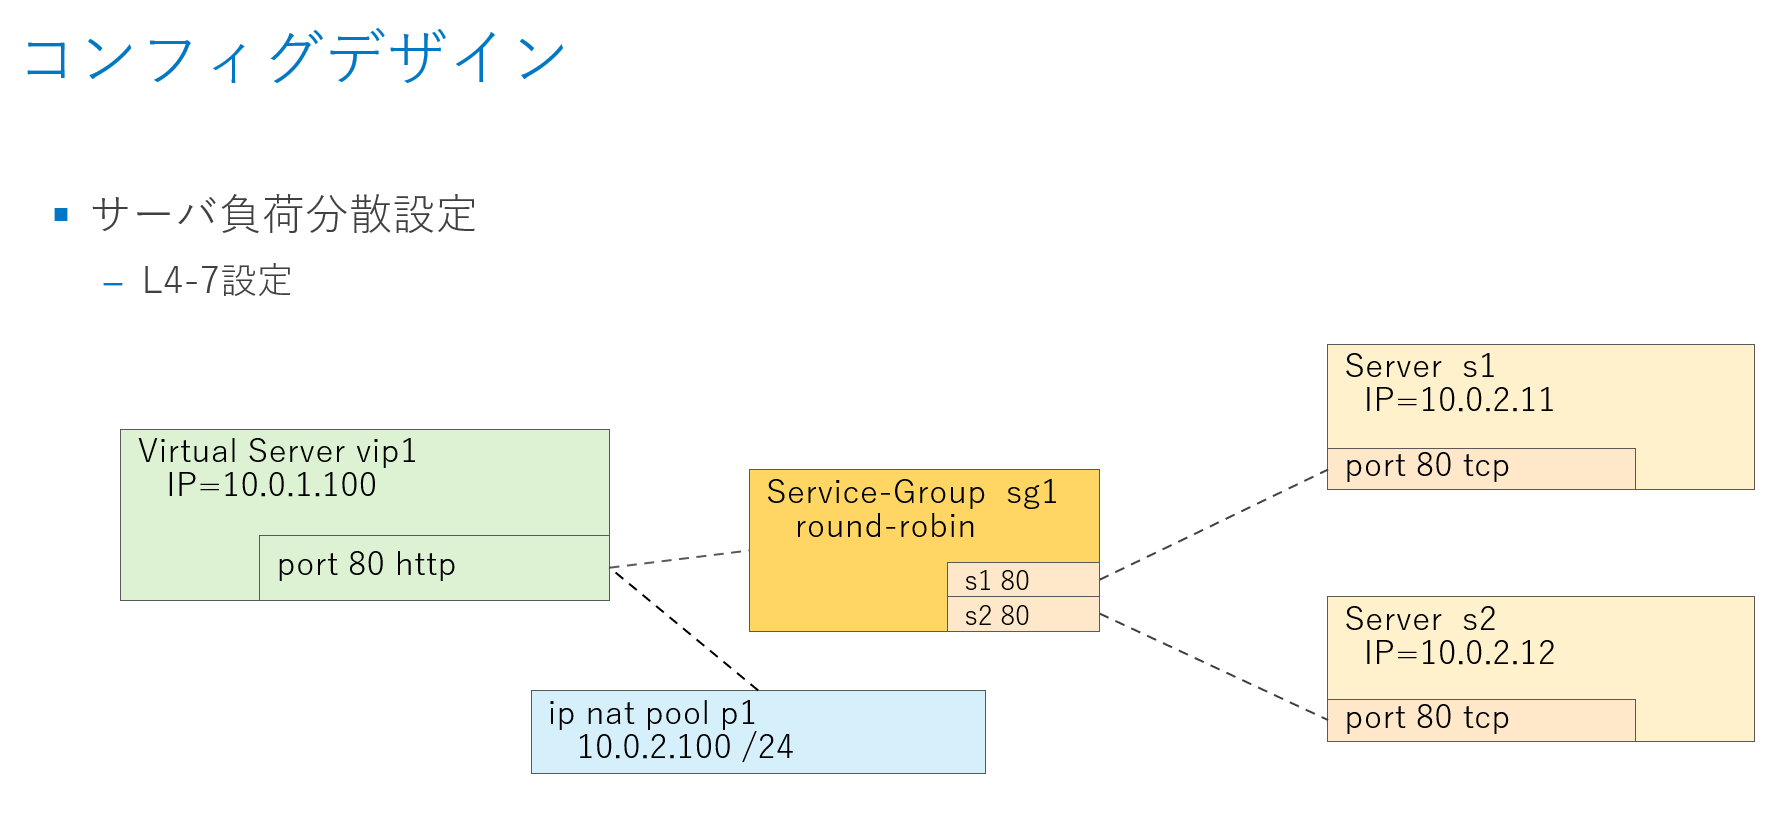 コンフィグデザイン
サーバ負荷分散設定
– L4-7設定
Virtual Server vip1
IP=10.0.1.100
port 80 http
Service-Group sg1
round-robin
s1 80
s2 80
ip nat pool p1
10.0.2.100 /24
Server s1
IP=10.0.2.11
port 80 tcp
Server s2
IP=10.0.2.12
port 80 tcp